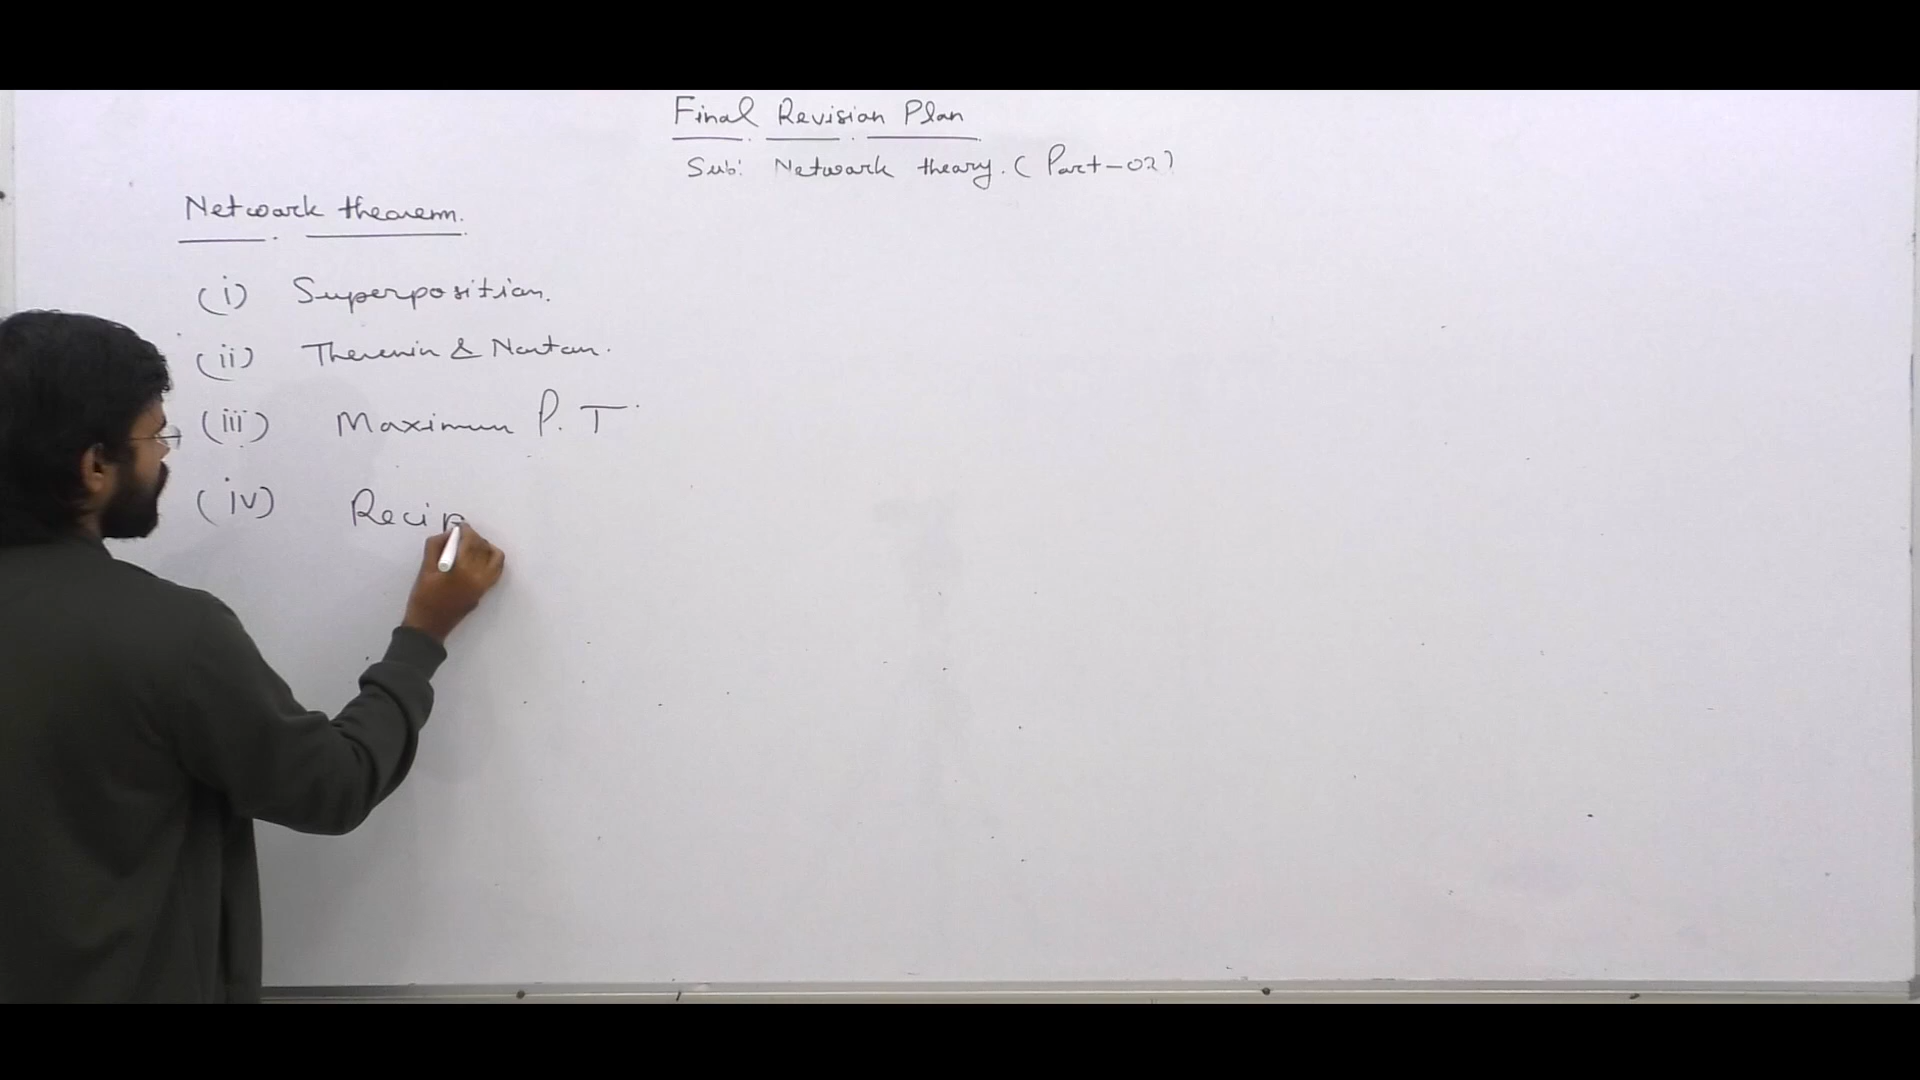 Final Revision Plan
Sub: Network theory. (Part-02)
Network theorem.
(i) Superposition.
(ii) Thevenin & Norton.
(iii) Maximum P. T
(iv) Recip